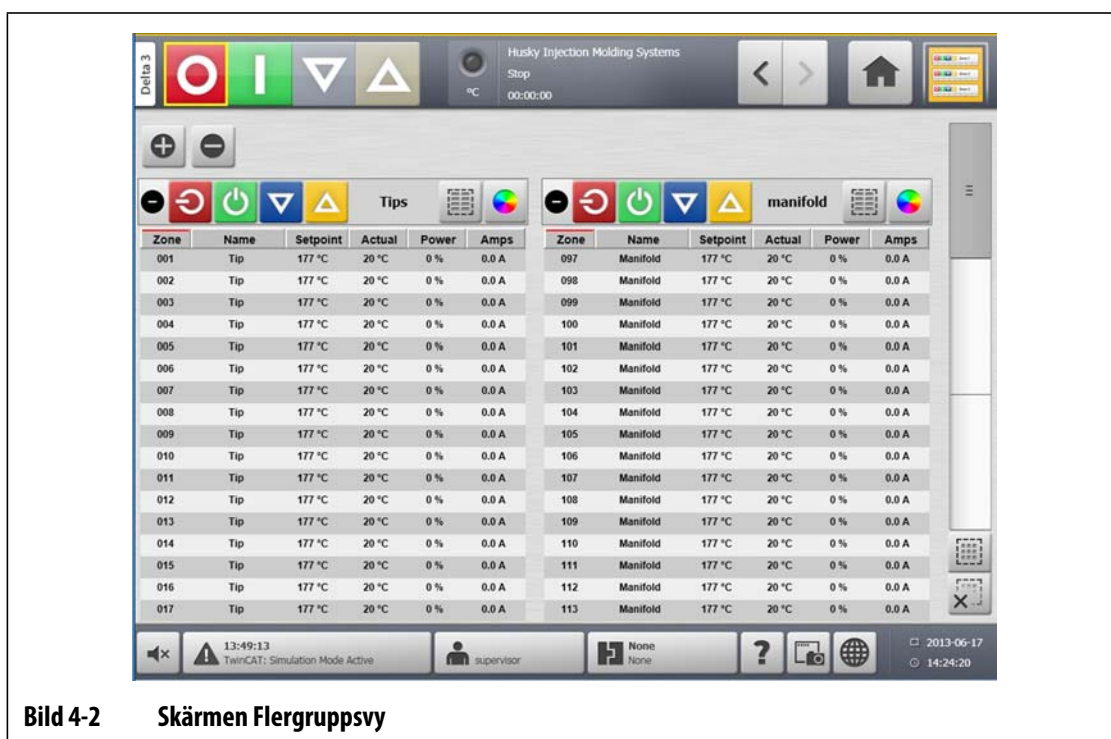 Delta 3
Husky Injection Molding Systems
Stop
°C 00:00:00
Tips
Zone Name Setpoint Actual Power Amps
001 Tip 177 °C 20 °C 0 % 0.0 A
002 Tip 177 °C 20 °C 0 % 0.0 A
003 Tip 177 °C 20 °C 0 % 0.0 A
004 Tip 177 °C 20 °C 0 % 0.0 A
005 Tip 177 °C 20 °C 0 % 0.0 A
006 Tip 177 °C 20 °C 0 % 0.0 A
007 Tip 177 °C 20 °C 0 % 0.0 A
008 Tip 177 °C 20 °C 0 % 0.0 A
009 Tip 177 °C 20 °C 0 % 0.0 A
010 Tip 177 °C 20 °C 0 % 0.0 A
011 Tip 177 °C 20 °C 0 % 0.0 A
012 Tip 177 °C 20 °C 0 % 0.0 A
013 Tip 177 °C 20 °C 0 % 0.0 A
014 Tip 177 °C 20 °C 0 % 0.0 A
015 Tip 177 °C 20 °C 0 % 0.0 A
016 Tip 177 °C 20 °C 0 % 0.0 A
017 Tip 177 °C 20 °C 0 % 0.0 A
manifold
Zone Name Setpoint Actual Power Amps
097 Manifold 177 °C 20 °C 0 % 0.0 A
098 Manifold 177 °C 20 °C 0 % 0.0 A
099 Manifold 177 °C 20 °C 0 % 0.0 A
100 Manifold 177 °C 20 °C 0 % 0.0 A
101 Manifold 177 °C 20 °C 0 % 0.0 A
102 Manifold 177 °C 20 °C 0 % 0.0 A
103 Manifold 177 °C 20 °C 0 % 0.0 A
104 Manifold 177 °C 20 °C 0 % 0.0 A
105 Manifold 177 °C 20 °C 0 % 0.0 A
106 Manifold 177 °C 20 °C 0 % 0.0 A
107 Manifold 177 °C 20 °C 0 % 0.0 A
108 Manifold 177 °C 20 °C 0 % 0.0 A
109 Manifold 177 °C 20 °C 0 % 0.0 A
110 Manifold 177 °C 20 °C 0 % 0.0 A
111 Manifold 177 °C 20 °C 0 % 0.0 A
112 Manifold 177 °C 20 °C 0 % 0.0 A
113 Manifold 177 °C 20 °C 0 % 0.0 A
13:49:13
TwinCAT: Simulation Mode Active
supervisor
None
None
?
2013-06-17
14:24:20
Bild 4-2 Skärmen Flergruppsvy